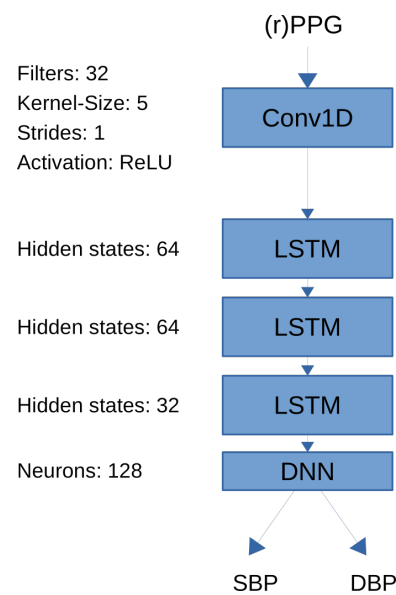 (r)PPG
Filters: 32
Kernel-Size: 5
Strides: 1
Activation: ReLU
Conv1D
Hidden states: 64
LSTM
Hidden states: 64
LSTM
Hidden states: 32
LSTM
Neurons: 128
DNN
SBP
DBP